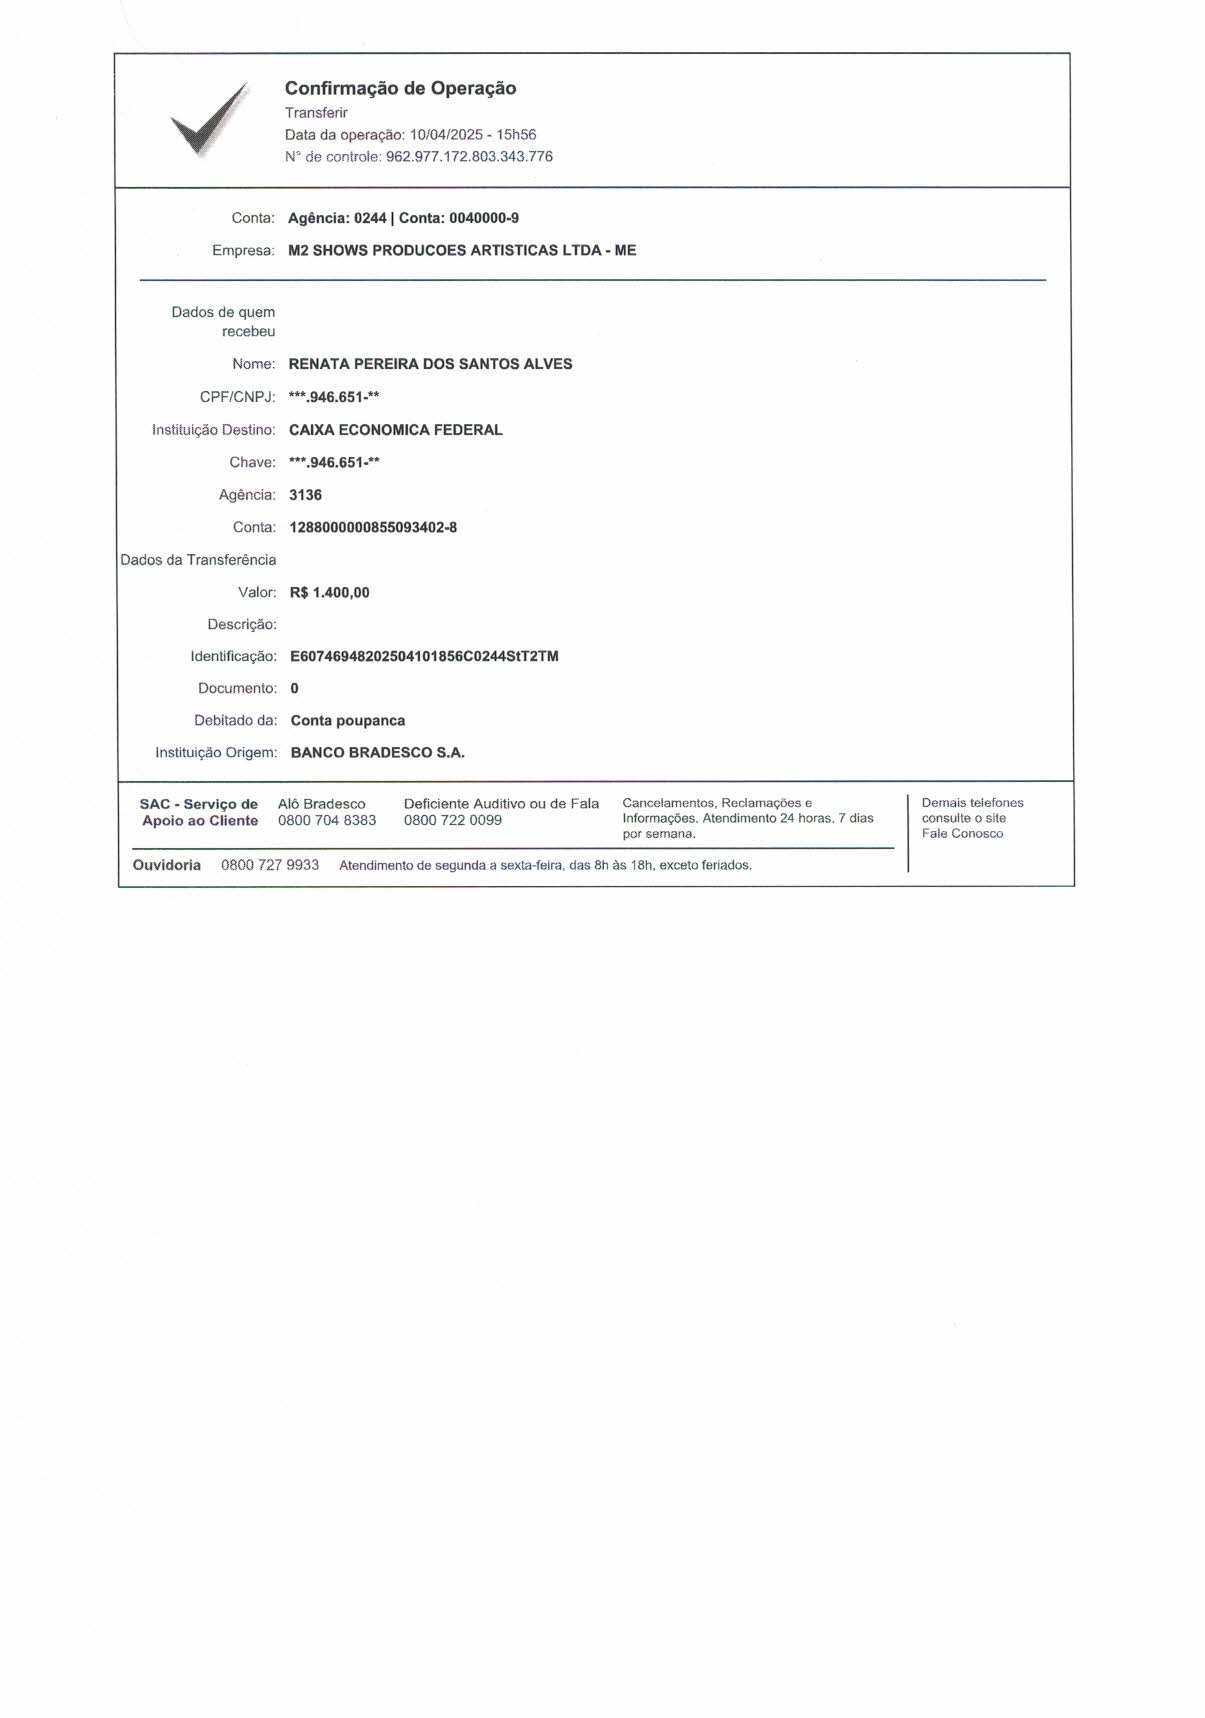 Confirmação de Operação
Transferir
Data da operação: 10/04/2025 - 15h56
N° de controle: 962.977.172.803.343.776
Conta: Agência: 0244 | Conta: 0040000-9
Empresa: M2 SHOWS PRODUCOES ARTISTICAS LTDA - ME
Dados de quem
recebeu
Nome: RENATA PEREIRA DOS SANTOS ALVES
CPF/CNPJ: ***.946.651-**
Instituição Destino: CAIXA ECONOMICA FEDERAL
Chave: ***.946.651-**
Agência: 3136
Conta: 1288000000855093402-8
Dados da Transferência
Valor: R$ 1.400,00
Descrição:
Identificação: E60746948202504101856C0244StT2TM
Documento: 0
Debitado da: Conta poupanca
Instituição Origem: BANCO BRADESCO S.A.
SAC - Serviço de
Apoio ao Cliente
Alô Bradesco
0800 704 8383
Deficiente Auditivo ou de Fala
0800 722 0099
Cancelamentos, Reclamações e
Informações. Atendimento 24 horas, 7 dias
por semana.
Demais telefones
consulte o site
Fale Conosco
Ouvidoria 0800 727 9933 Atendimento de segunda a sexta-feira, das 8h às 18h, exceto feriados.